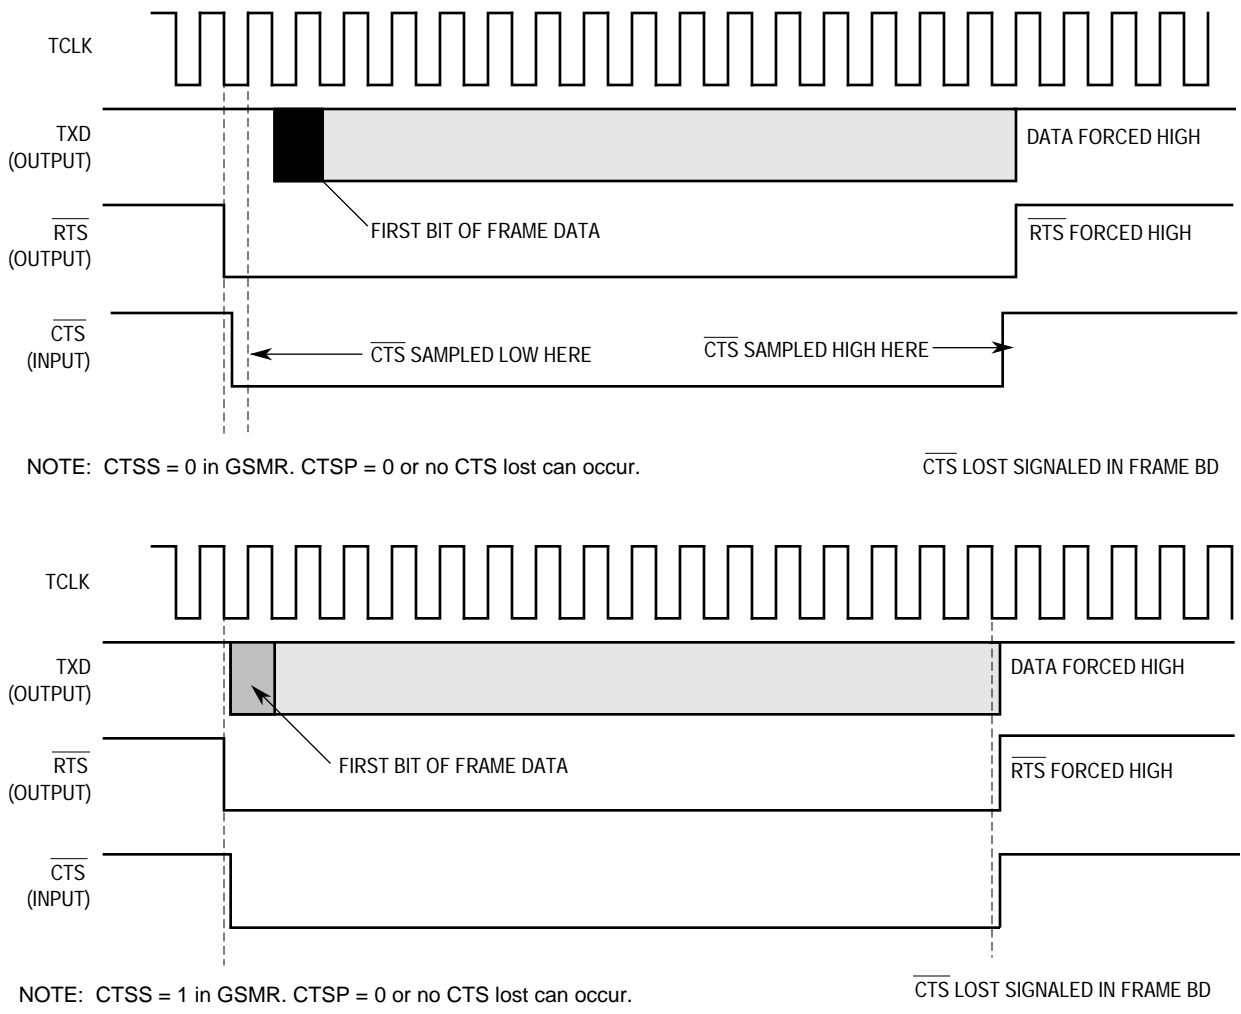 TCLK
TXD
(OUTPUT)
DATA FORCED HIGH
FIRST BIT OF FRAME DATA
RTS
(OUTPUT)
RTS FORCED HIGH
CTS
(INPUT)
CTS SAMPLED LOW HERE
CTS SAMPLED HIGH HERE
NOTE: CTSS = 0 in GSMR. CTSP = 0 or no CTS lost can occur.
CTS LOST SIGNALED IN FRAME BD
TCLK
TXD
(OUTPUT)
DATA FORCED HIGH
RTS
(OUTPUT)
FIRST BIT OF FRAME DATA
RTS FORCED HIGH
CTS
(INPUT)
NOTE: CTSS = 1 in GSMR. CTSP = 0 or no CTS lost can occur.
CTS LOST SIGNALED IN FRAME BD